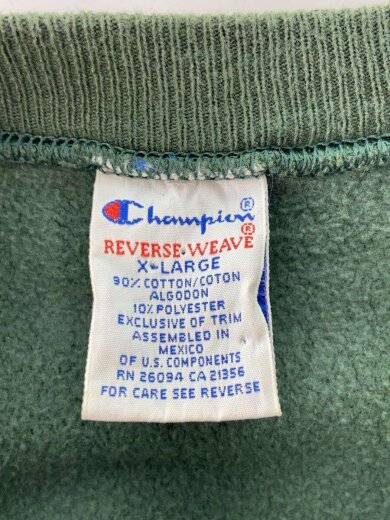 Champion®
REVERSE WEAVE®
X-LARGE
90% COTTON/COTON
ALGODON
10% POLYESTER
EXCLUSIVE OF TRIM
ASSEMBLED IN
MEXICO
OF U.S. COMPONENTS
RN 26094 CA 21356
FOR CARE SEE REVERSE